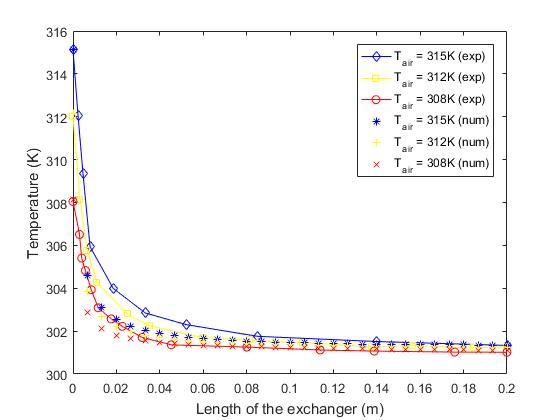 316
314
312
310
308
306
304
302
300
Temperature (K)
T_air = 315K (exp)
T_air = 312K (exp)
T_air = 308K (exp)
T_air = 315K (num)
T_air = 312K (num)
T_air = 308K (num)
0 0.02 0.04 0.06 0.08 0.1 0.12 0.14 0.16 0.18 0.2
Length of the exchanger (m)